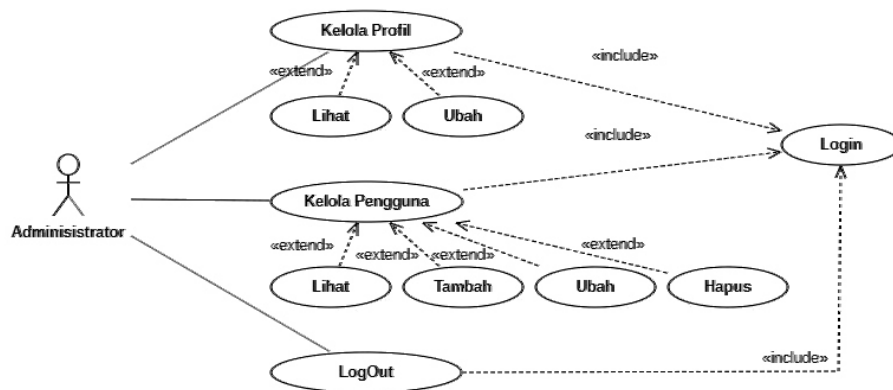 Kelola Profil
«extend»
«extend»
«include»
Lihat
Ubah
«include»
Login
Adminisistrator
Kelola Pengguna
«extend»
«extend»
«extend»
«extend»
Lihat
Tambah
Ubah
Hapus
LogOut
«include»